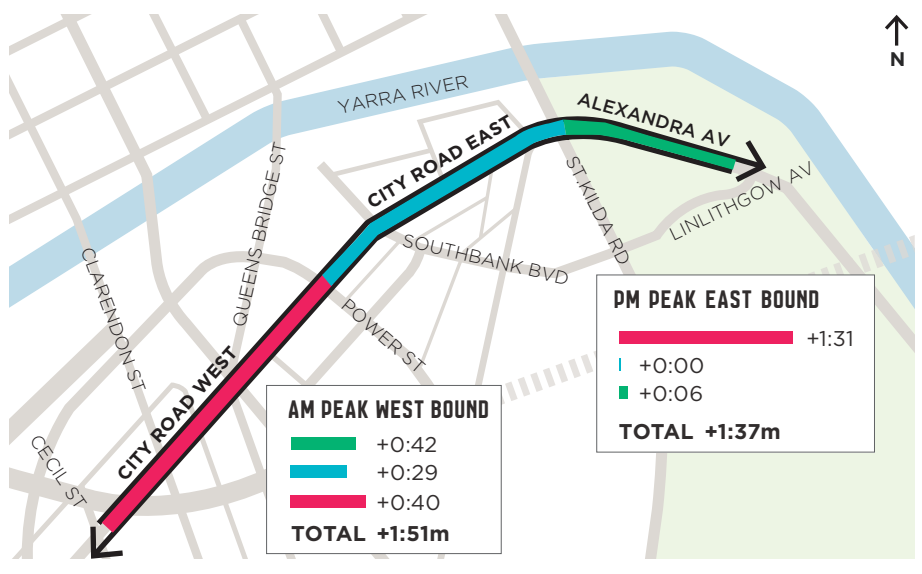 N
YARRA RIVER
ALEXANDRA AV
CITY ROAD EAST
QUEENS BRIDGE ST
ST KILDA RD
LINLITHGOW AV
SOUTHBANK BVD
CLARENDON ST
POWER ST
CITY ROAD WEST
CECIL ST
PM PEAK EAST BOUND
+1:31
+0:00
+0:06
TOTAL +1:37m
AM PEAK WEST BOUND
+0:42
+0:29
+0:40
TOTAL +1:51m